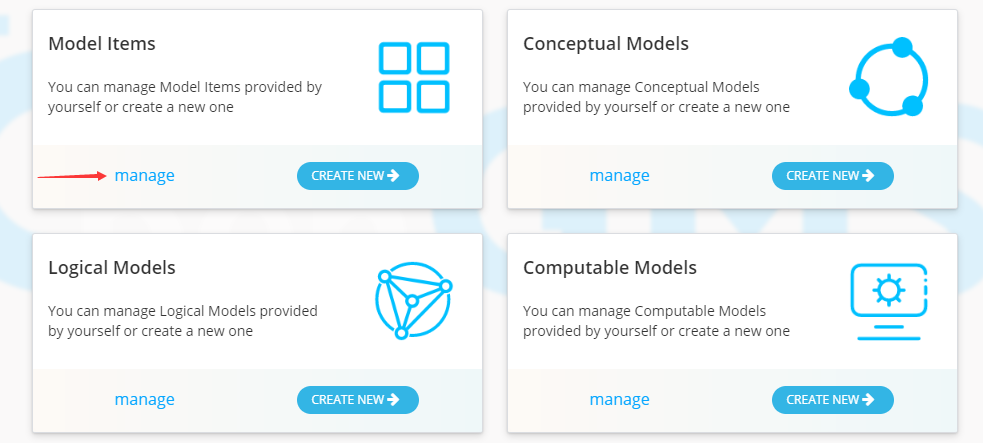 Model Items
You can manage Model Items provided by
yourself or create a new one
manage
CREATE NEW
Conceptual Models
You can manage Conceptual Models
provided by yourself or create a new one
manage
CREATE NEW
Logical Models
You can manage Logical Models provided
by yourself or create a new one
manage
CREATE NEW
Computable Models
You can manage Computable Models
provided by yourself or create a new one
manage
CREATE NEW